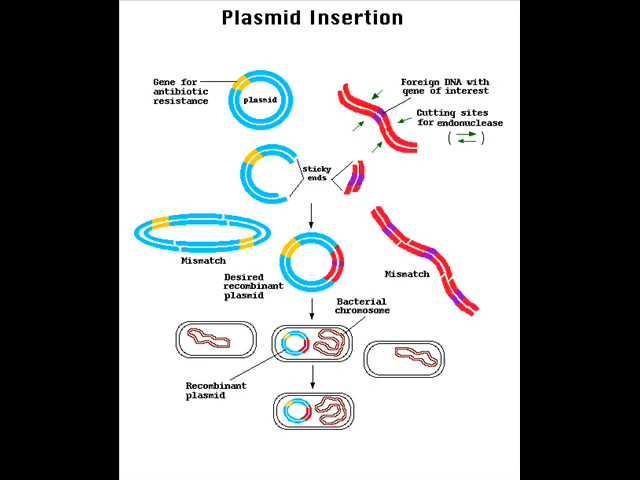 Plasmid Insertion
Gene for
antibiotic
resistance
plasmid
Foreign DNA with
gene of interest
Cutting sites
for endonuclease
( )
Sticky
ends
Mismatch
Desired
recombinant
plasmid
Mismatch
Bacterial
chromosome
Recombinant
plasmid